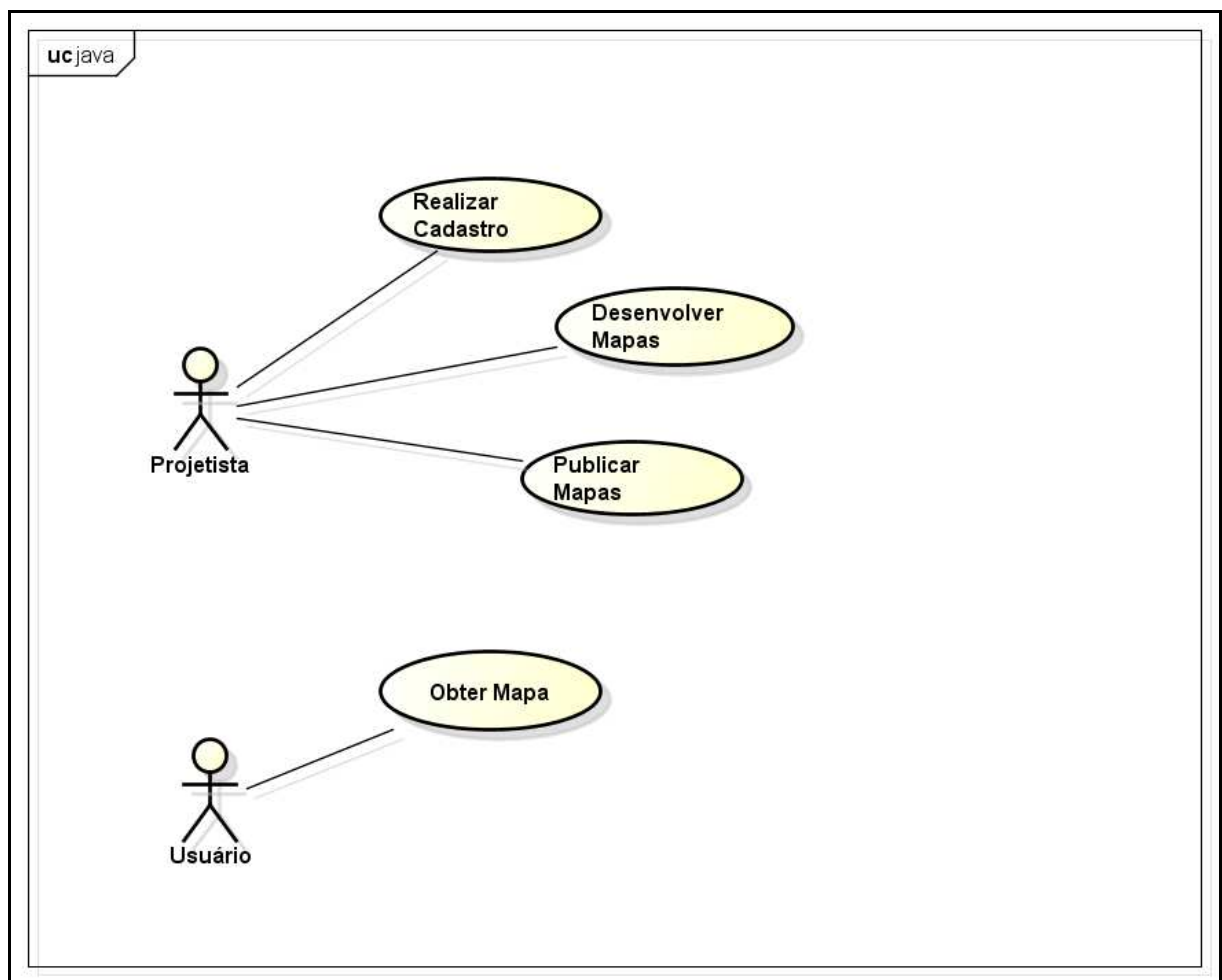 uc java
Realizar
Cadastro
Desenvolver
Mapas
Projetista
Publicar
Mapas
Obter Mapa
Usuário